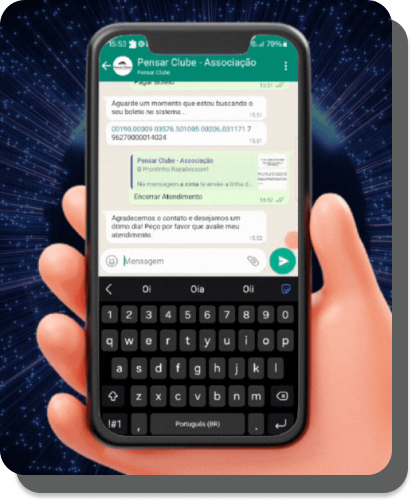 15:53 79%
Pensar Clube - Associação
Pensar Clube
Pagar Boleto
15:51
Aguarde um momento que estou buscando o
seu boleto no sistema...
15:51
00190.00009 03576.501095 00206.031171 7
96270000014024
15:51
Pensar Clube - Associação
Prontinho
Na mensagem a cima te enviei a linha d...
Encerrar Atendimento
15:52
Agradecemos o contato e desejamos um
ótimo dia! Peço por favor que avalie meu
atendimento.
15:52
Mensagem
Oi Oia Oii
1 2 3 4 5 6 7 8 9 0
q w e r t y u i o p
a s d f g h j k l
z x c v b n m
!#1 , Português (BR) .